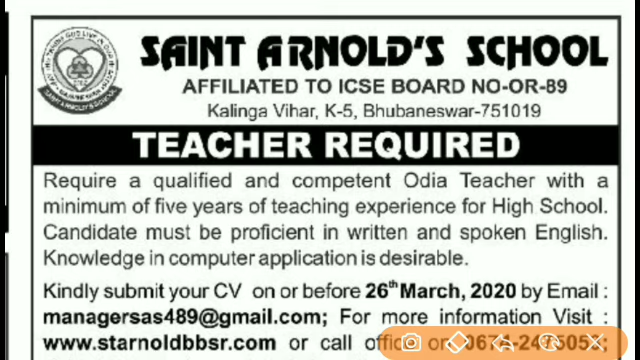 SAINT ARNOLD'S SCHOOL
AFFILIATED TO ICSE BOARD NO-OR-89
Kalinga Vihar, K-5, Bhubaneswar-751019
TEACHER REQUIRED
Require a qualified and competent Odia Teacher with a
minimum of five years of teaching experience for High School.
Candidate must be proficient in written and spoken English.
Knowledge in computer application is desirable.
Kindly submit your CV on or before 26th March, 2020 by Email :
managersas489@gmail.com; For more information Visit :
www.starnoldbbsr.com or call office on